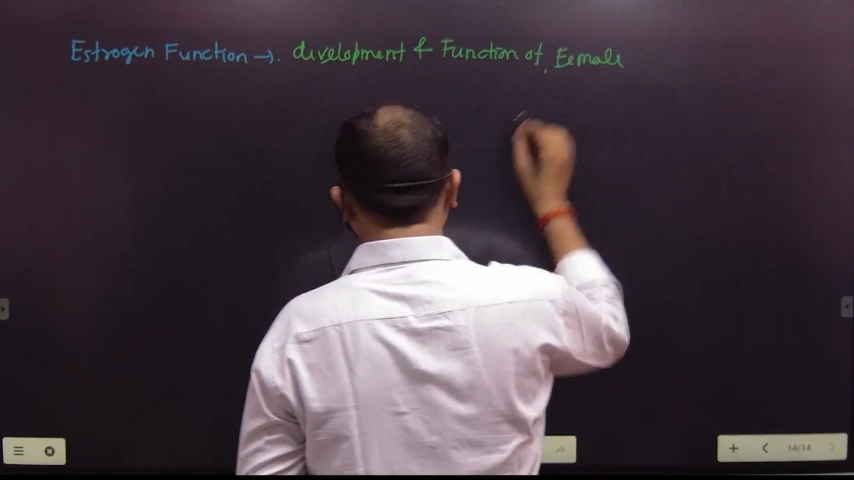 Estrogen Function →. development & Function of Female
14/14